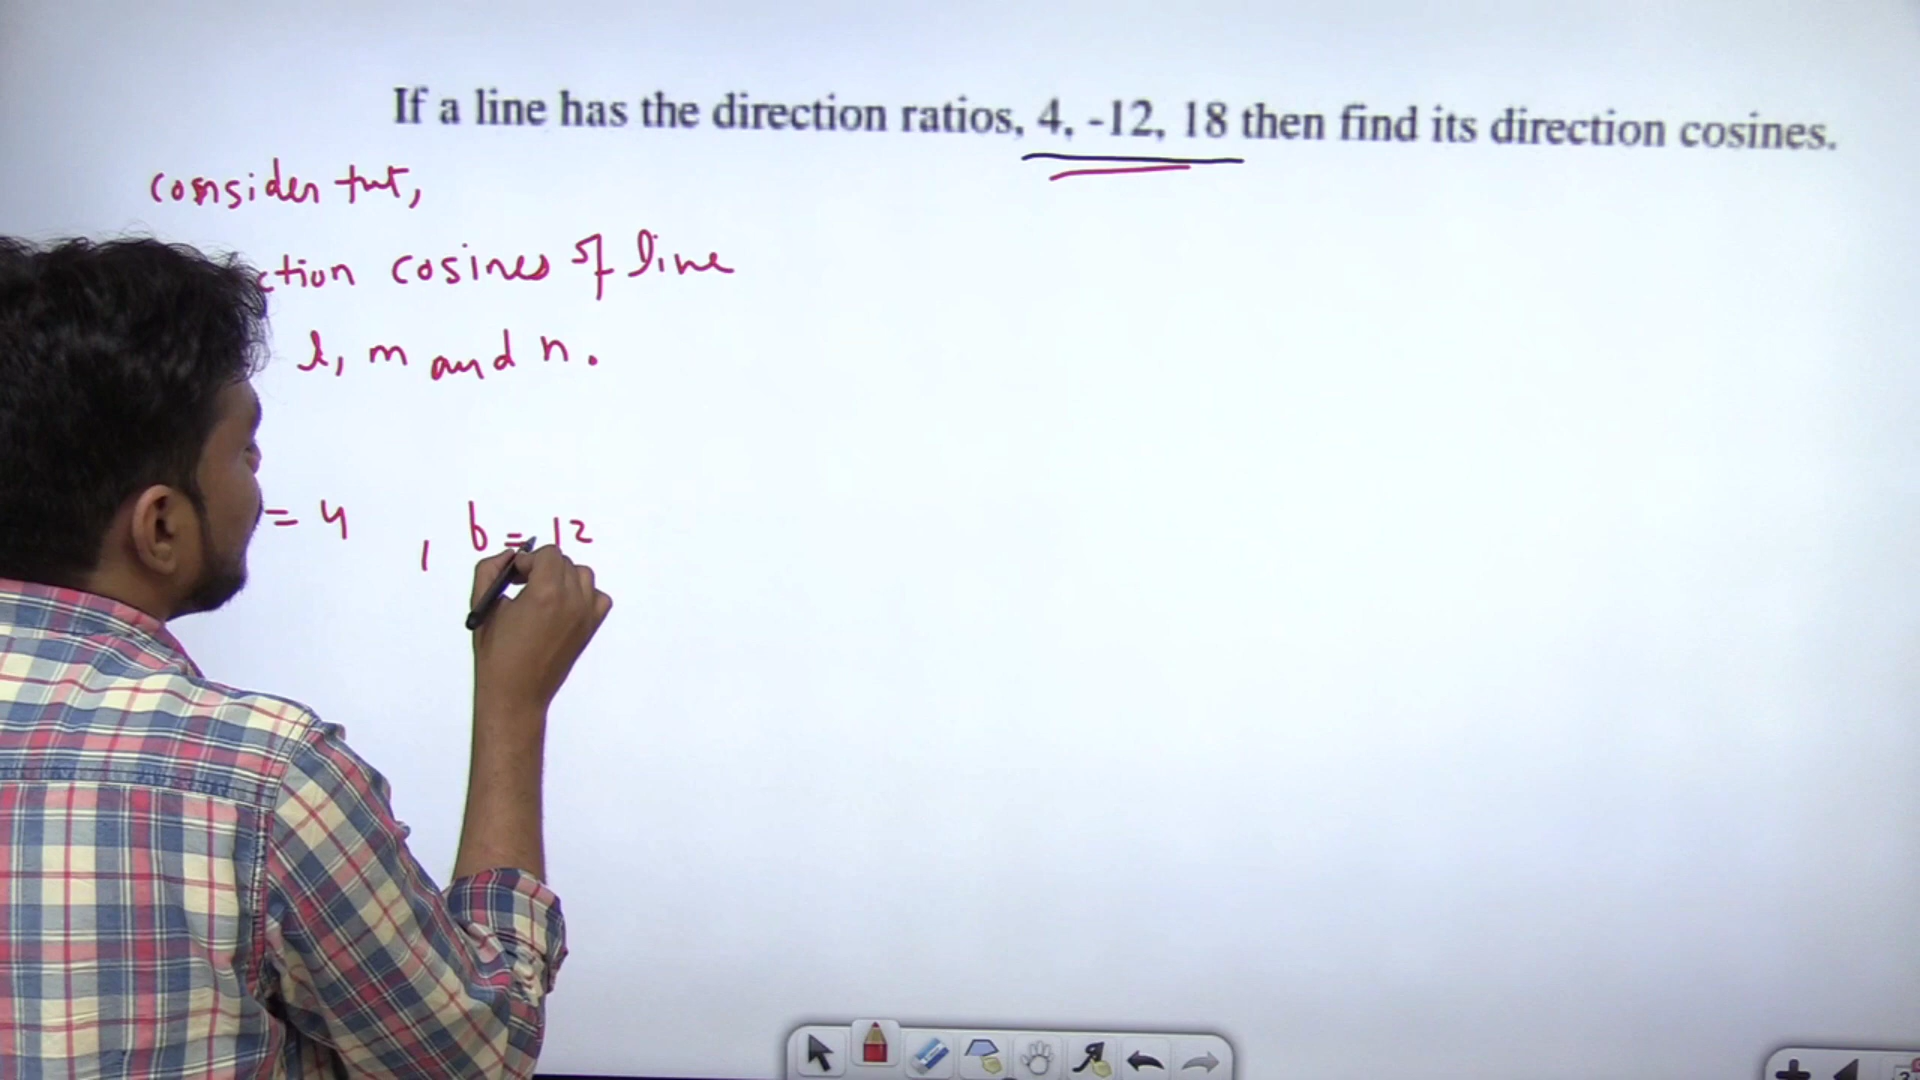 If a line has the direction ratios, 4, -12, 18 then find its direction cosines.
consider tht,
ction cosines of line
l, m and n.
= 4 , b = 12